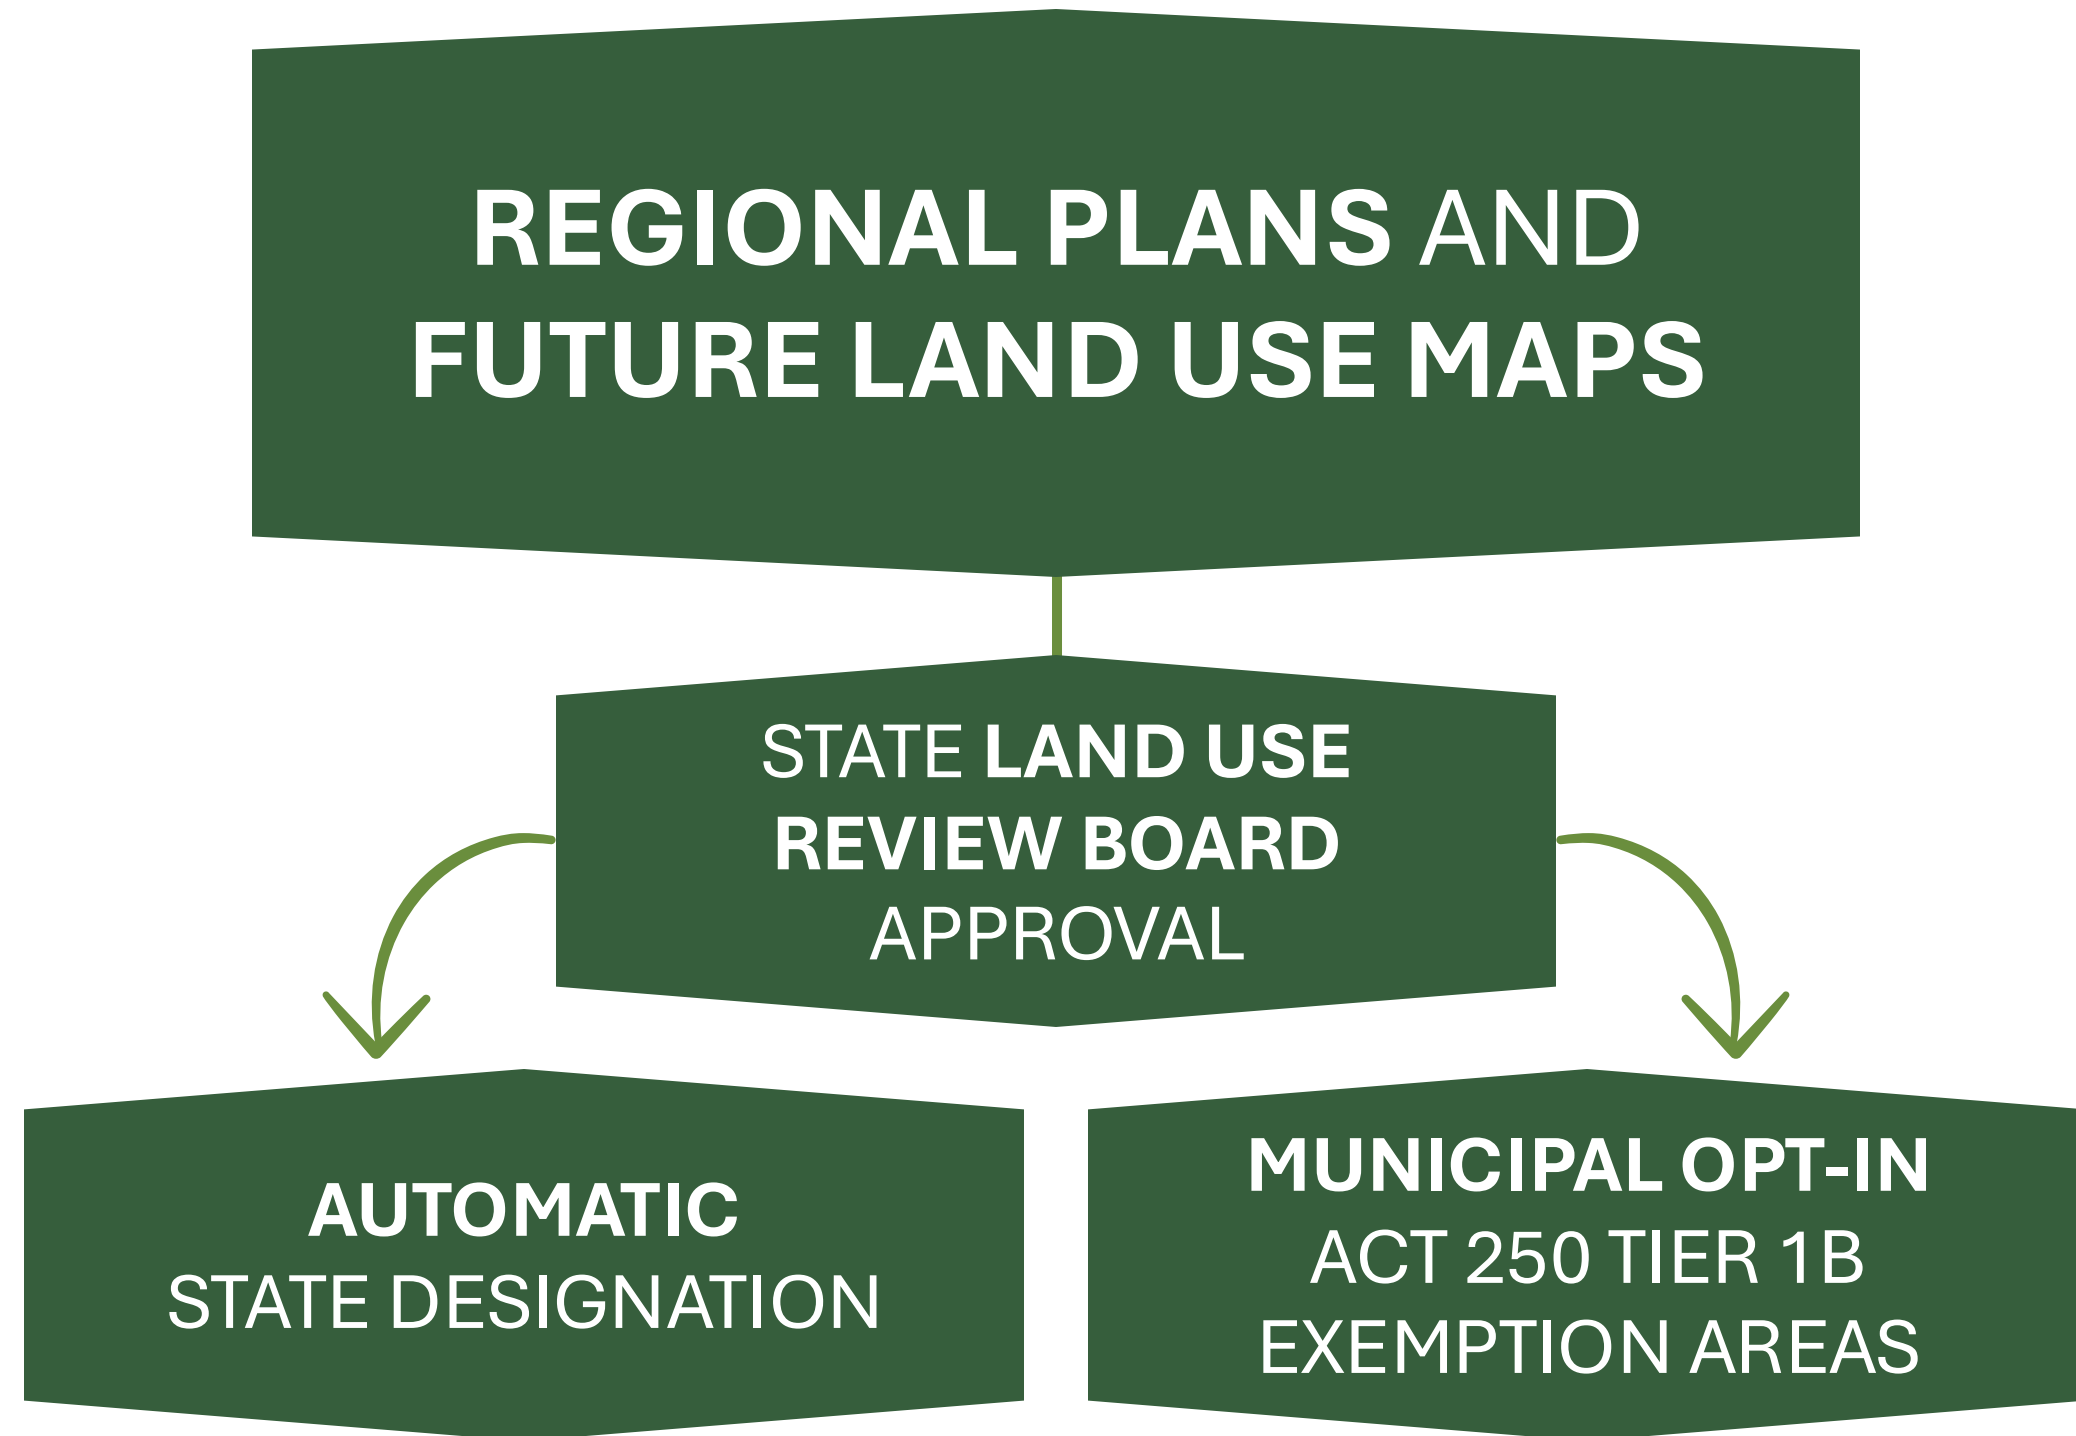 REGIONAL PLANS AND
FUTURE LAND USE MAPS
STATE LAND USE
REVIEW BOARD
APPROVAL
AUTOMATIC
STATE DESIGNATION
MUNICIPAL OPT-IN
ACT 250 TIER 1B
EXEMPTION AREAS